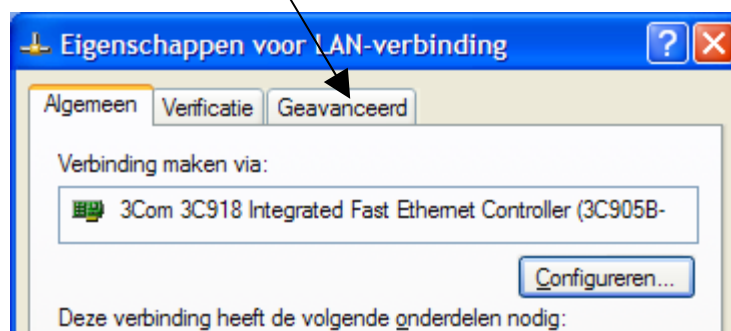 Eigenschappen voor LAN-verbinding
Algemeen Verificatie Geavanceerd
Verbinding maken via:
3Com 3C918 Integrated Fast Ethernet Controller (3C905B-
Configureren...
Deze verbinding heeft de volgende onderdelen nodig: